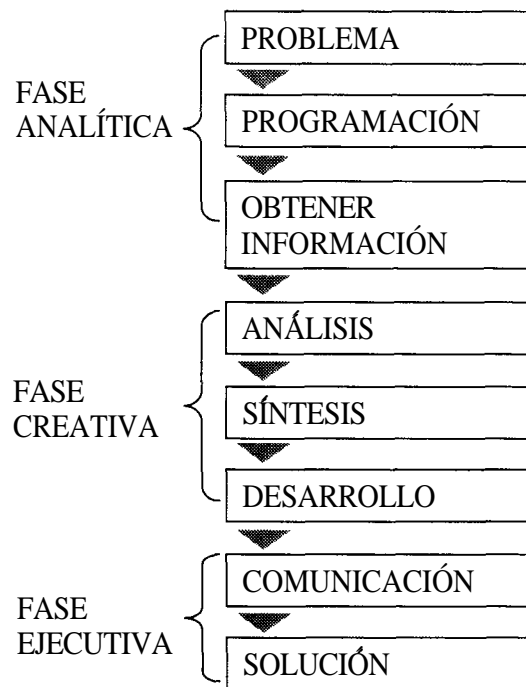 FASE
ANALÍTICA
PROBLEMA
PROGRAMACIÓN
OBTENER
INFORMACIÓN
FASE
CREATIVA
ANÁLISIS
SÍNTESIS
DESARROLLO
FASE
EJECUTIVA
COMUNICACIÓN
SOLUCIÓN